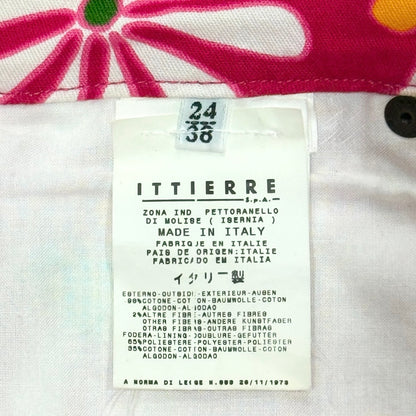 24
38
ITTIERRE
S.p.A.
ZONA IND PETTORANELLO
DI MOLISE ( ISERNIA )
MADE IN ITALY
FABRIQUE EN ITALIE
PAIS DE ORIGEN:ITALIA
FABRICADO EM ITALIA
イタリー製
ESTERNO-OUTSIDE-EXTERIEUR-AUGEN
98%COTONE-COTTON-BAUMWOLLE-COTON
ALGODON-ALGODAO
2%ALTRE FIBRE-AUTRES FIBRES
OTHER FIBRES-ANDERE KUNSTFASER
OTRAS FIBRAS-OUTRAS FIBRAS
FODERA-LINING-DOUBLURE-GEFUTTER
65%POLIESTERE-POLYESTER-POLIESTER
35%COTONE-COTTON-BAUMWOLLE-COTON
ALGODON-ALGODAO
A NORMA DI LEGGE N.883 26/11/1973